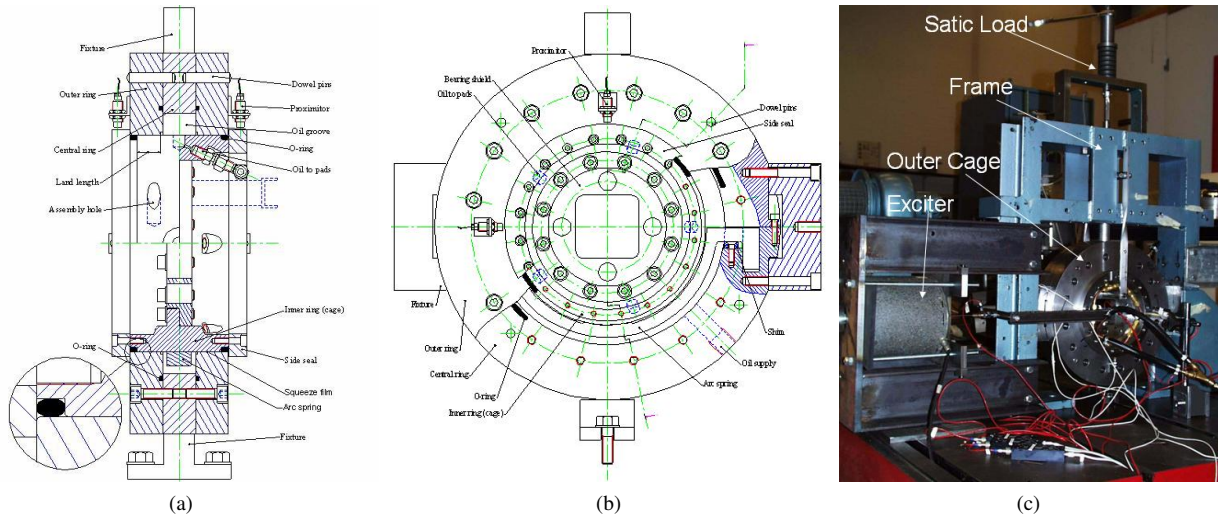 Fixture
Dowel pins
Outer ring
Proximitor
Oil groove
Central ring
O-ring
Oil to pads
Land length
Assembly hole
Inner ring (cage)
O-ring
Side seal
Squeeze film
Arc spring
Fixture
(a)
Proximitor
Bearing shield
Oil to pads
Dowel pins
Side seal
Fixture
Shim
Outer ring
Oil supply
Central ring
Arc spring
O-ring
Inner ring (cage)
(b)
Satic Load
Frame
Outer Cage
Exciter
(c)